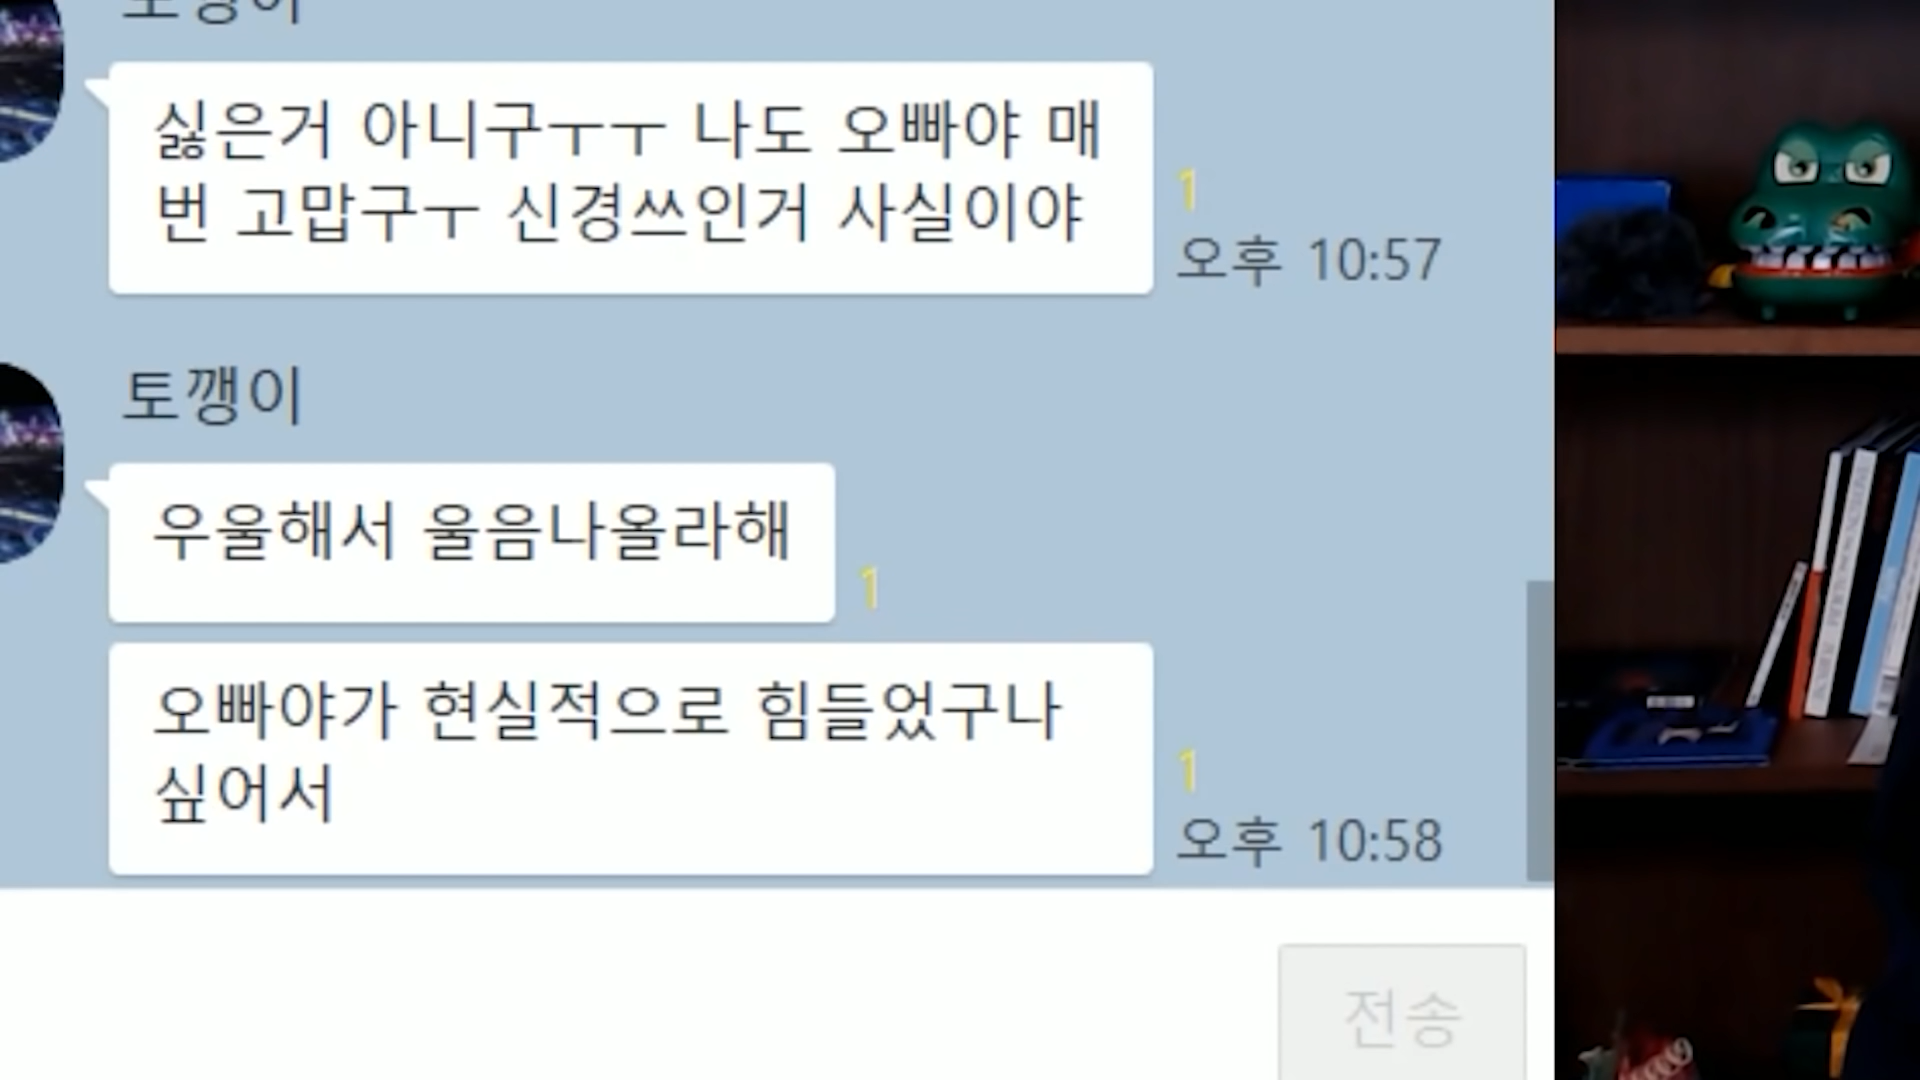 싫은거 아니구ㅜㅜ 나도 오빠야 매
번 고맙구ㅜ 신경쓰인거 사실이야
1
오후 10:57
토깽이
우울해서 울음나올라해
1
오빠야가 현실적으로 힘들었구나
싶어서
1
오후 10:58
전송